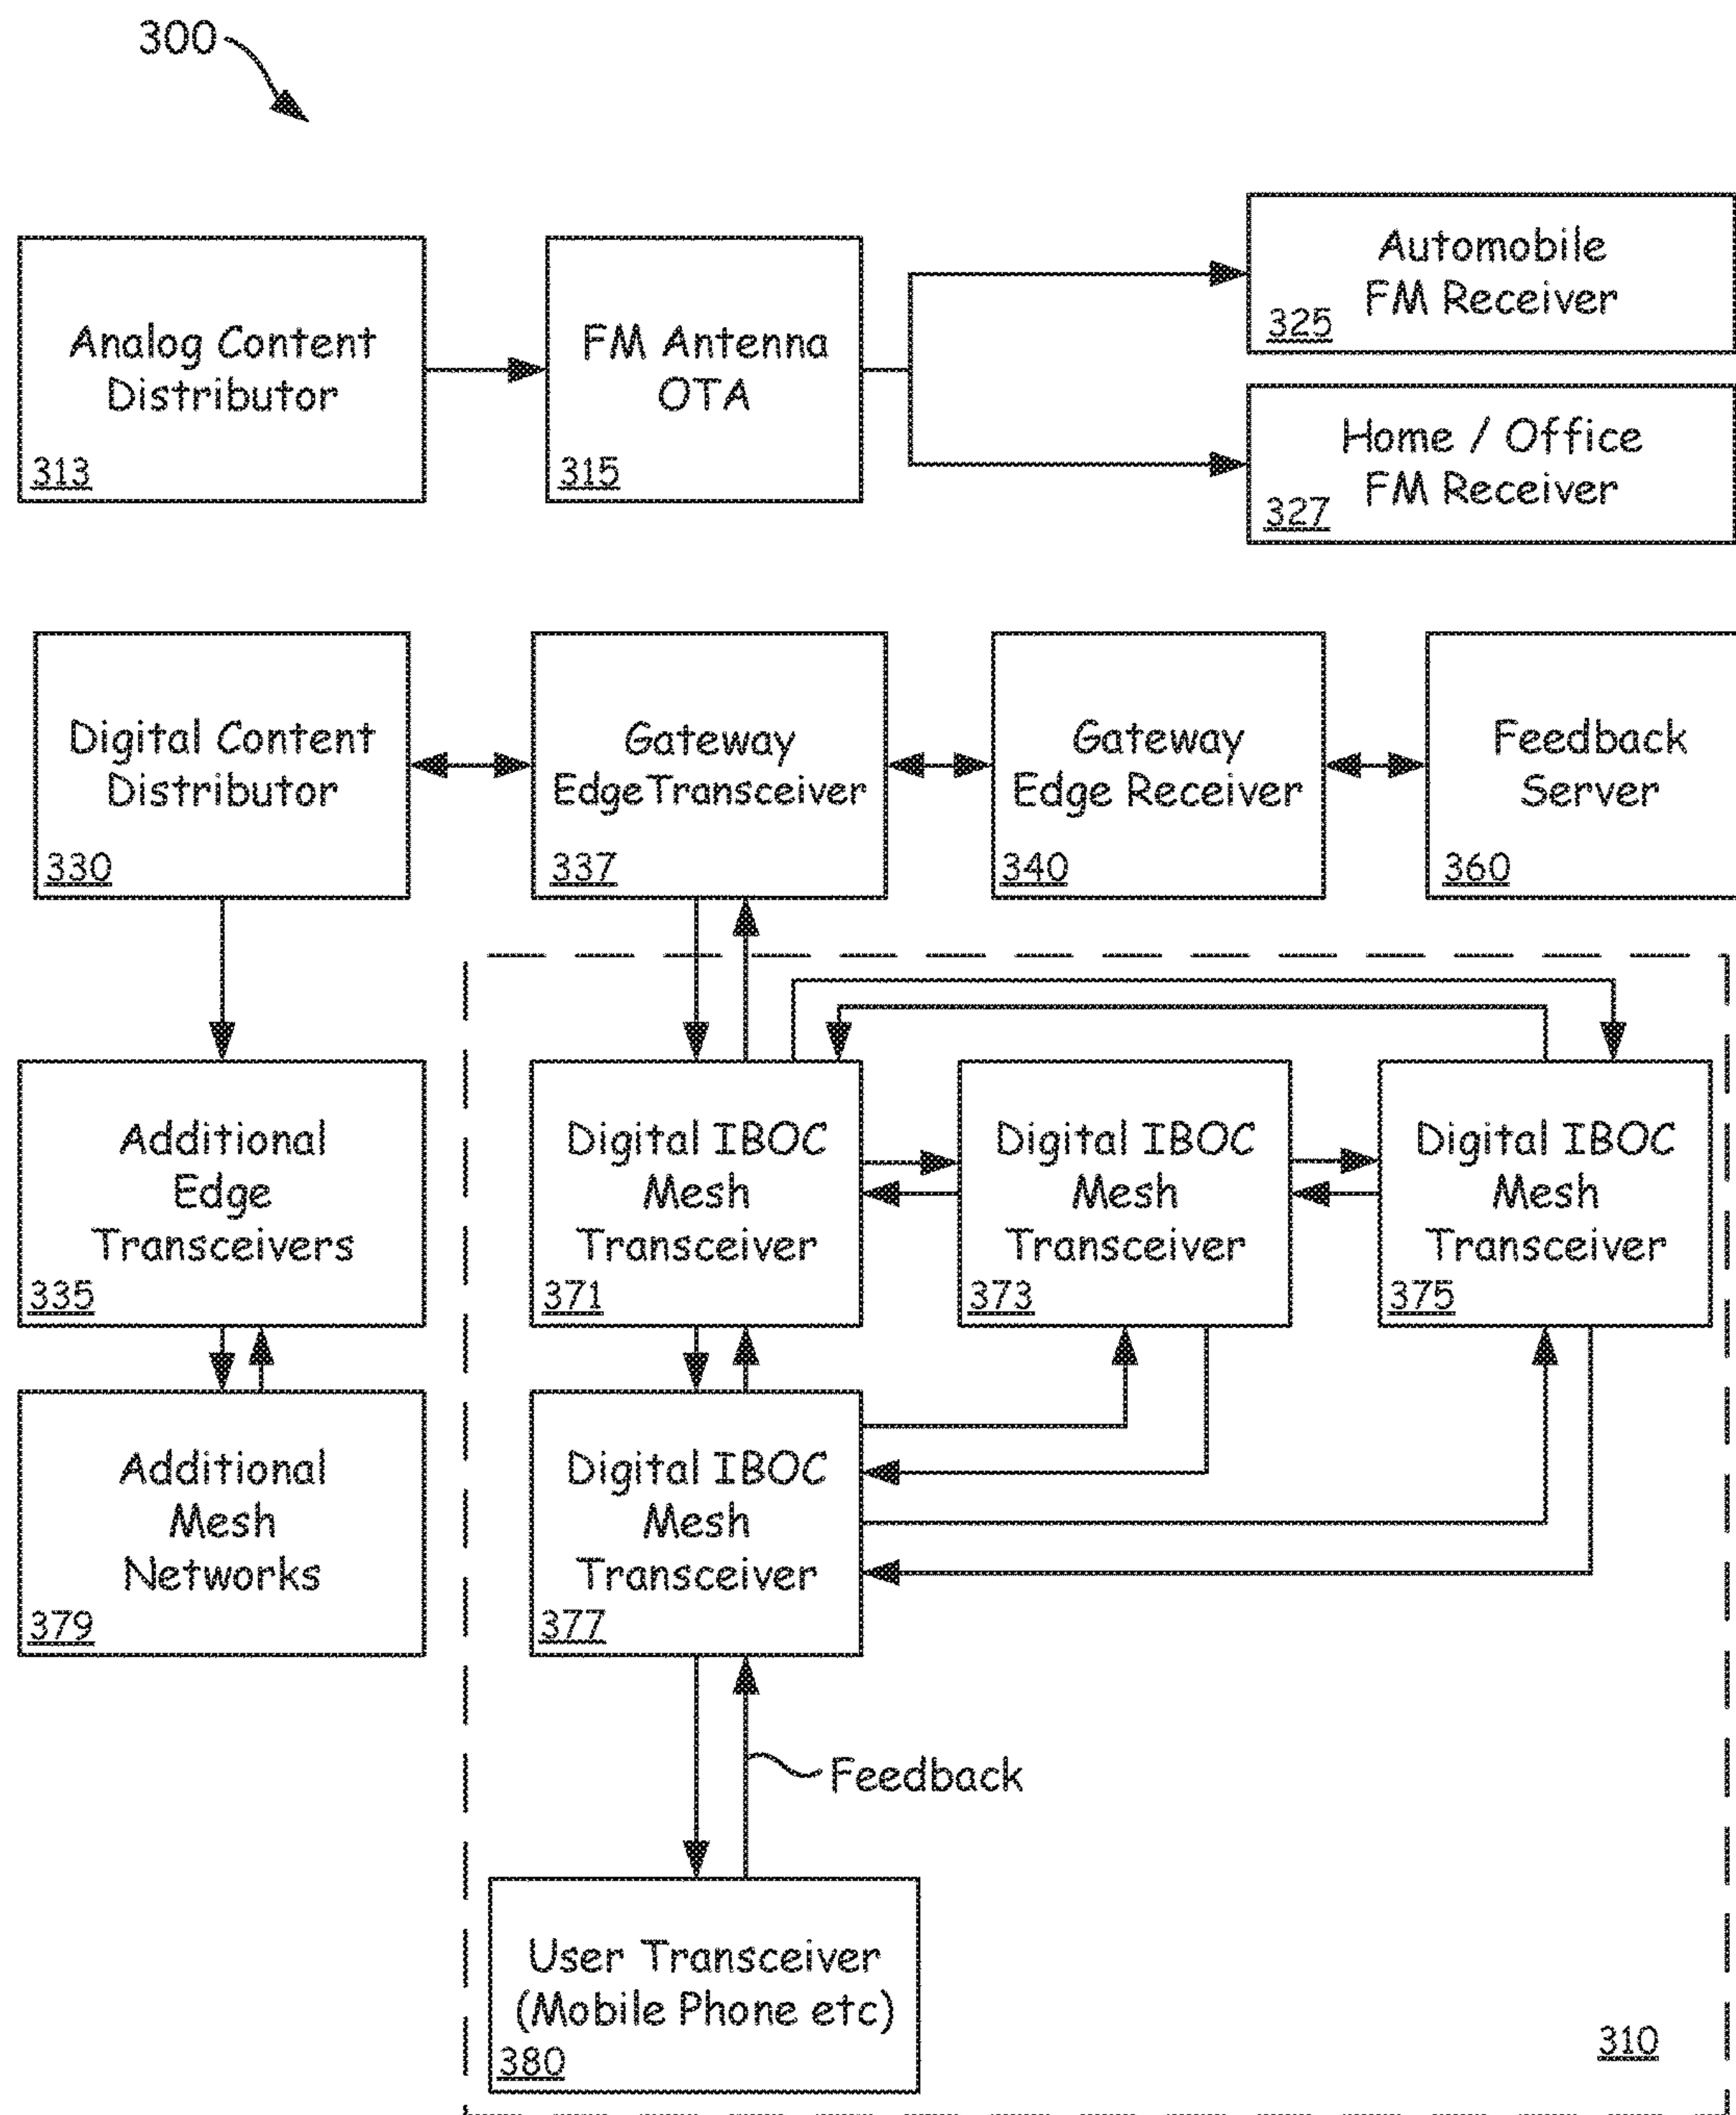 300
Analog Content
Distributor
313
FM Antenna
OTA
315
Automobile
FM Receiver
325
Home / Office
FM Receiver
327
Digital Content
Distributor
330
Gateway
Edge Transceiver
337
Gateway
Edge Receiver
340
Feedback
Server
360
Additional
Edge
Transceivers
335
Digital IBOC
Mesh
Transceiver
371
Digital IBOC
Mesh
Transceiver
373
Digital IBOC
Mesh
Transceiver
375
Additional
Mesh
Networks
379
Digital IBOC
Mesh
Transceiver
377
Feedback
User Transceiver
(Mobile Phone etc)
380
310